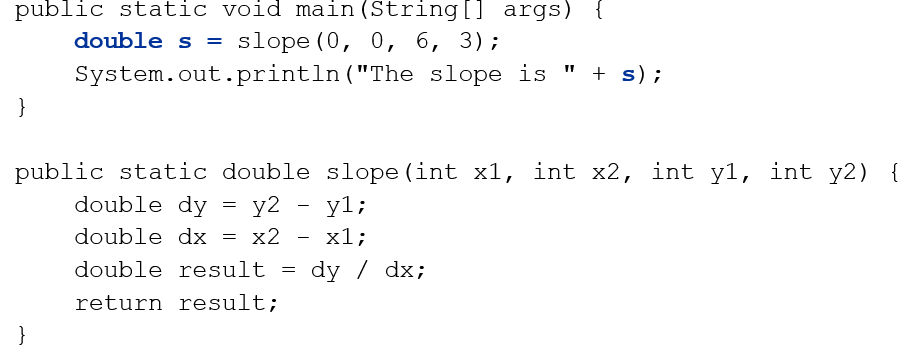 public static void main(String[] args) {
    double s = slope(0, 0, 6, 3);
    System.out.println("The slope is " + s);
}

public static double slope(int x1, int x2, int y1, int y2) {
    double dy = y2 - y1;
    double dx = x2 - x1;
    double result = dy / dx;
    return result;
}